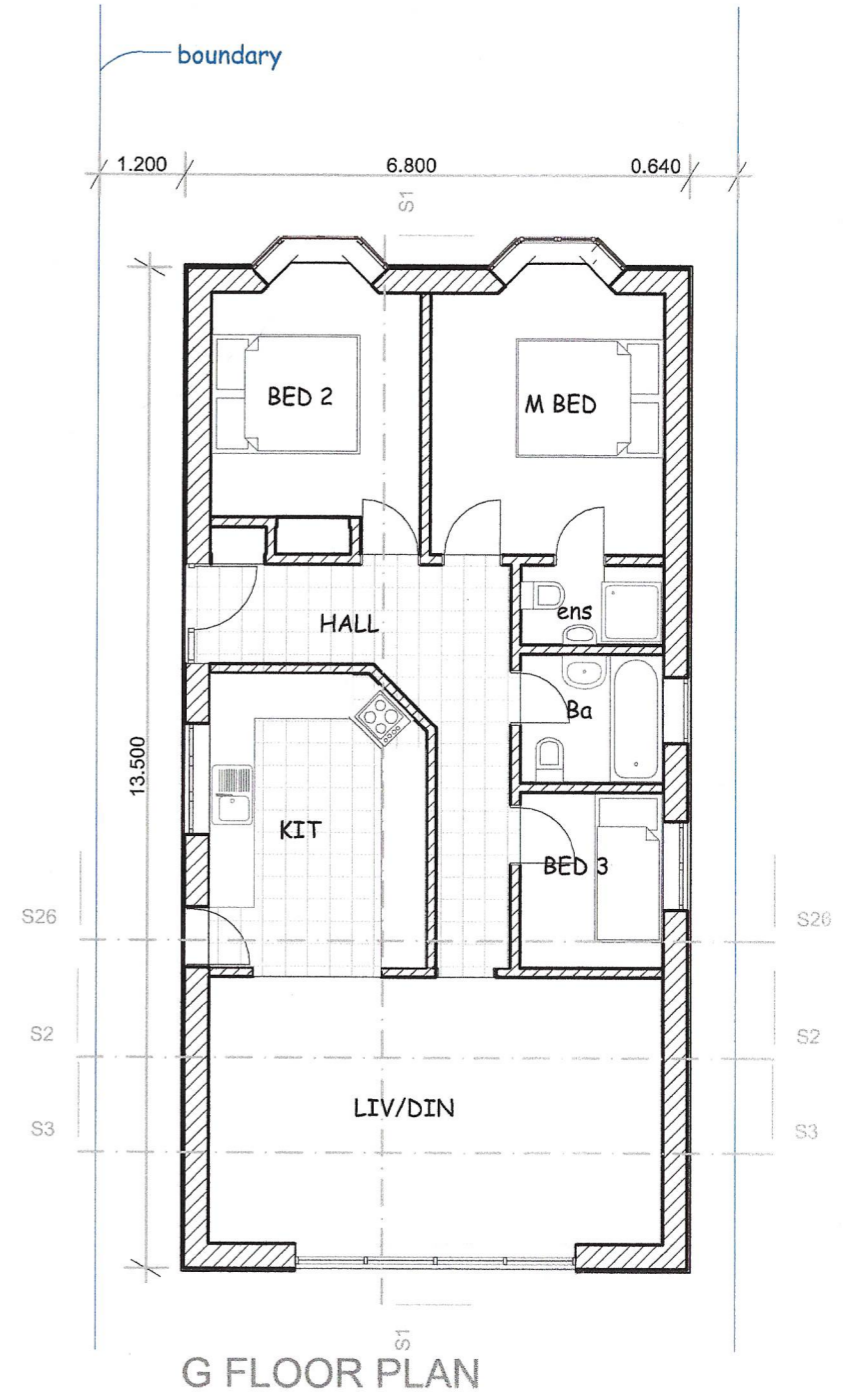 boundary
1.200 6.800 0.640
S1
BED 2 M BED
ens
HALL
Ba
13.500
KIT
BED 3
S26 S26
S2 S2
LIV/DIN
S3 S3
S1
G FLOOR PLAN